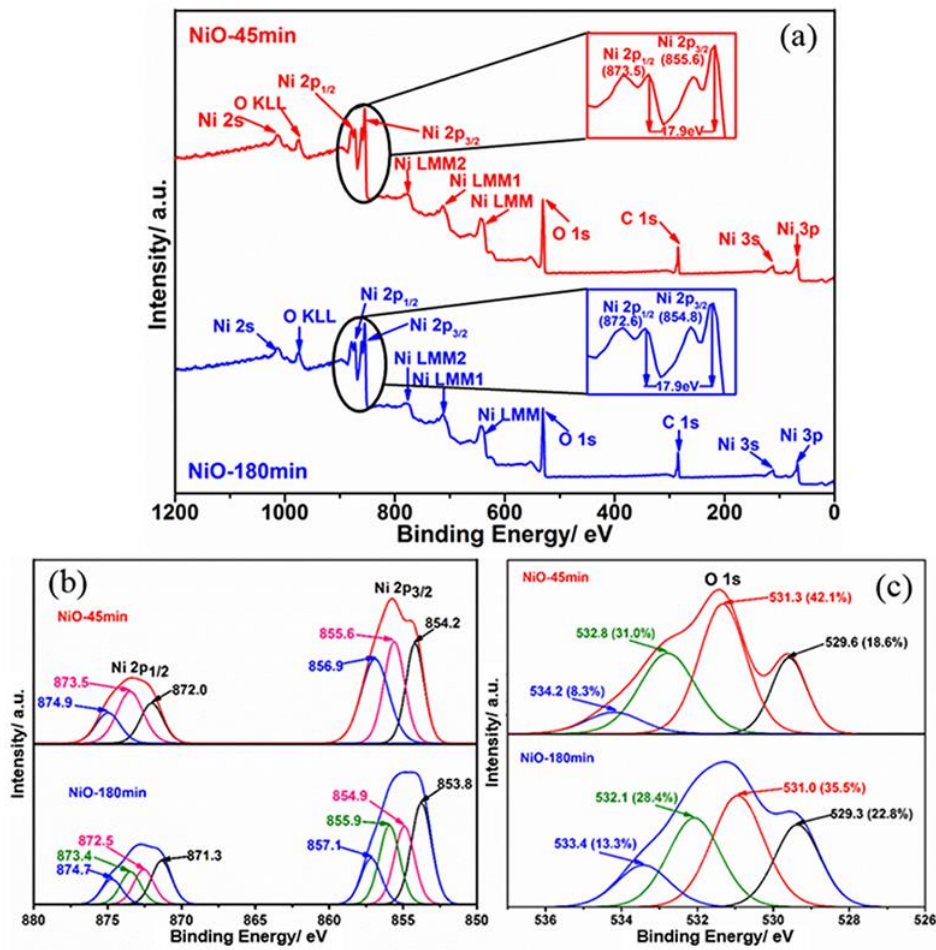 NiO-45min
(a)
Ni 2p1/2
O KLL
Ni 2s
Ni 2p3/2
Ni LMM2
Ni LMM1
Ni LMM
O 1s
C 1s
Ni 3s
Ni 3p
Ni 2p1/2
(873.5)
Ni 2p3/2
(855.6)
17.9eV
Ni 2p1/2
Ni 2s
O KLL
Ni 2p3/2
Ni LMM2
Ni LMM1
Ni LMM
O 1s
C 1s
Ni 3s
Ni 3p
Ni 2p1/2
(872.6)
Ni 2p3/2
(854.8)
17.9eV
NiO-180min
Intensity/ a.u.
1200 1000 800 600 400 200 0
Binding Energy/ eV
(b)
NiO-45min
Ni 2p3/2
Ni 2p1/2
874.9
873.5
872.0
856.9
855.6
854.2
NiO-180min
874.7
873.4
872.5
871.3
857.1
855.9
854.9
853.8
Intensity/ a.u.
880 875 870 865 860 855 850
Binding Energy/ eV
(c)
NiO-45min
O 1s
531.3 (42.1%)
532.8 (31.0%)
529.6 (18.6%)
534.2 (8.3%)
NiO-180min
531.0 (35.5%)
532.1 (28.4%)
529.3 (22.8%)
533.4 (13.3%)
Intensity/ a.u.
536 534 532 530 528 526
Binding Energy/ eV